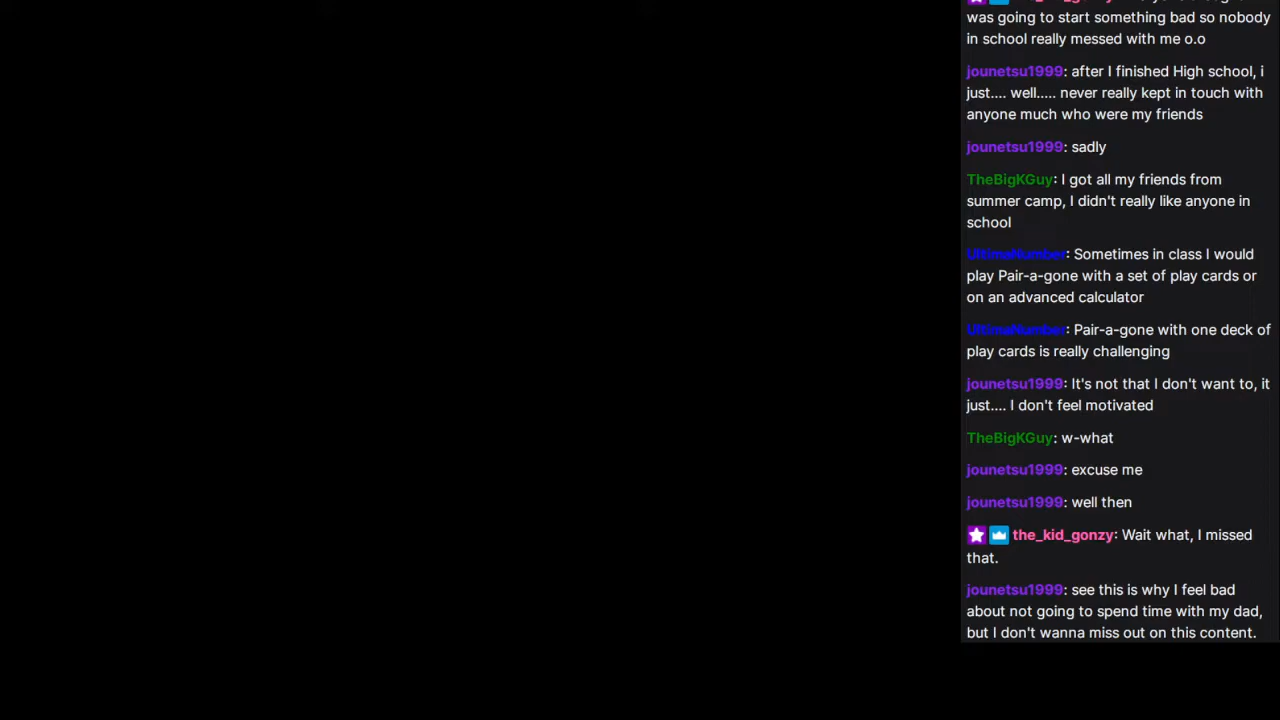 was going to start something bad so nobody
in school really messed with me o.o
jounetsu1999: after I finished High school, i
just.... well..... never really kept in touch with
anyone much who were my friends
jounetsu1999: sadly
TheBigKGuy: I got all my friends from
summer camp, I didn't really like anyone in
school
UltimaNumber: Sometimes in class I would
play Pair-a-gone with a set of play cards or
on an advanced calculator
UltimaNumber: Pair-a-gone with one deck of
play cards is really challenging
jounetsu1999: It's not that I don't want to, it
just.... I don't feel motivated
TheBigKGuy: w-what
jounetsu1999: excuse me
jounetsu1999: well then
the_kid_gonzy: Wait what, I missed
that.
jounetsu1999: see this is why I feel bad
about not going to spend time with my dad,
but I don't wanna miss out on this content.